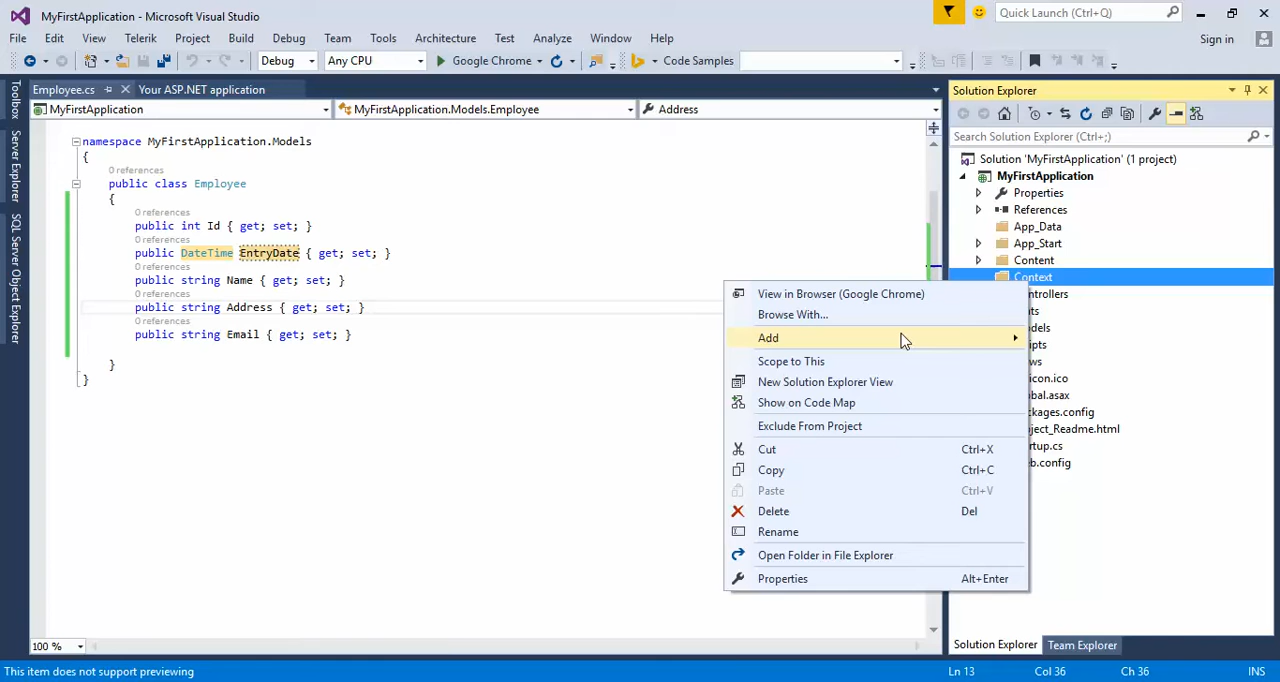 MyFirstApplication - Microsoft Visual Studio
Quick Launch (Ctrl+Q)
File Edit View Telerik Project Build Debug Team Tools Architecture Test Analyze Window Help
Sign in
Debug Any CPU Google Chrome Code Samples
Toolbox
Server Explorer
SQL Server Object Explorer
Employee.cs Your ASP.NET application
MyFirstApplication MyFirstApplication.Models.Employee Address
namespace MyFirstApplication.Models
{
0 references
public class Employee
{
0 references
public int Id { get; set; }
0 references
public DateTime EntryDate { get; set; }
0 references
public string Name { get; set; }
0 references
public string Address { get; set; }
0 references
public string Email { get; set; }
}
}
100 %
View in Browser (Google Chrome)
Browse With...
Add
Scope to This
New Solution Explorer View
Show on Code Map
Exclude From Project
Cut Ctrl+X
Copy Ctrl+C
Paste Ctrl+V
Delete Del
Rename
Open Folder in File Explorer
Properties Alt+Enter
Solution Explorer
Search Solution Explorer (Ctrl+;)
Solution 'MyFirstApplication' (1 project)
MyFirstApplication
Properties
References
App_Data
App_Start
Content
Context
ntrollers
ts
dels
ipts
ws
icon.ico
bal.asax
ckages.config
ject_Readme.html
rtup.cs
b.config
Solution Explorer Team Explorer
This item does not support previewing
Ln 13 Col 36 Ch 36 INS